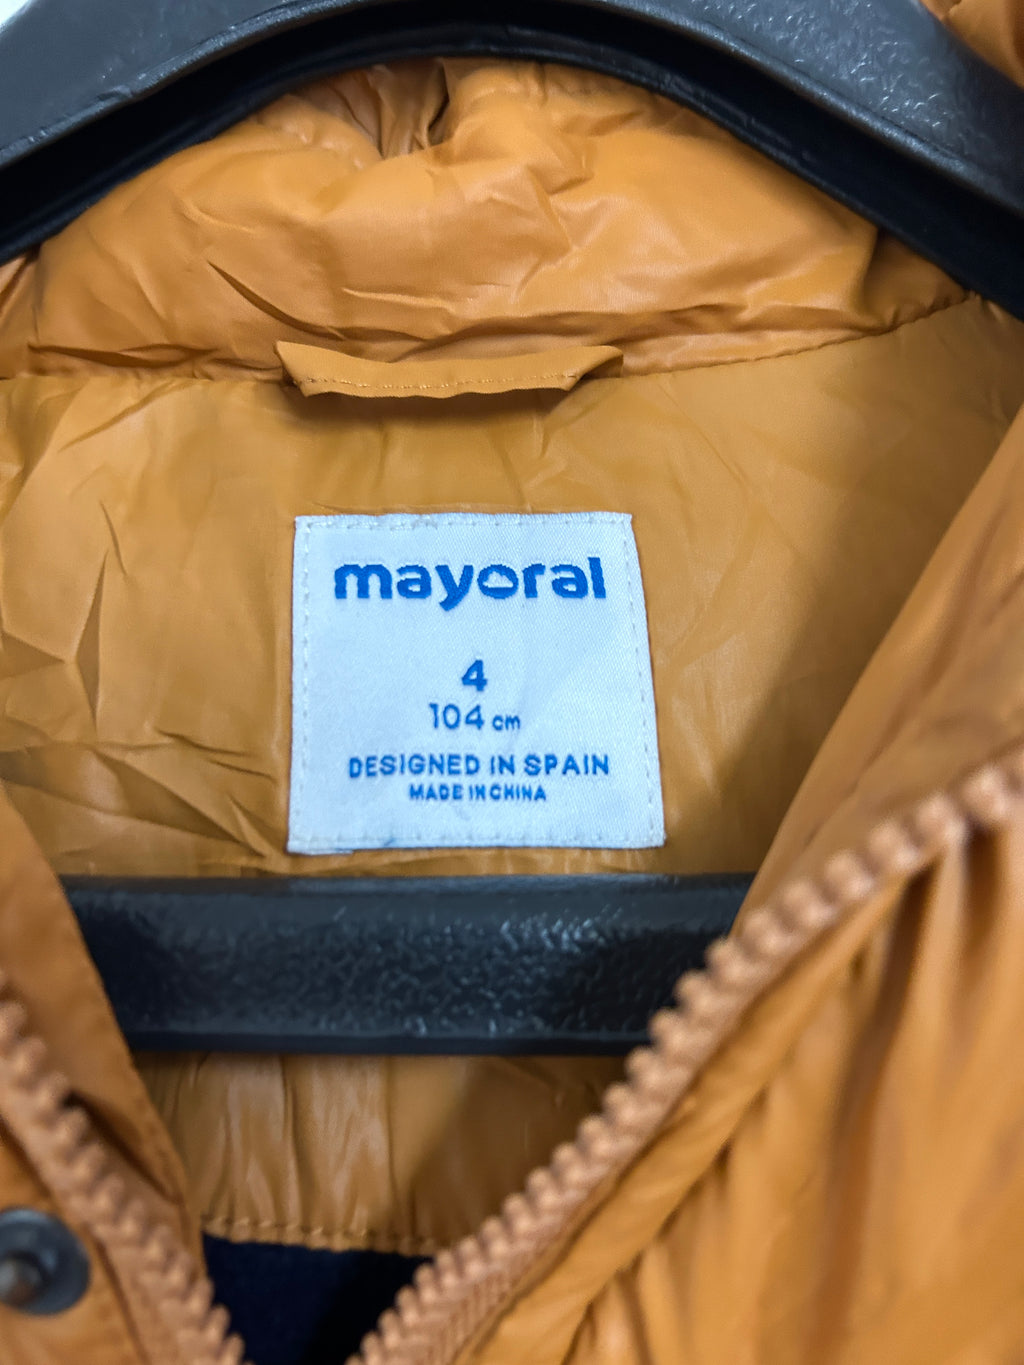 mayoral
4
104 cm
DESIGNED IN SPAIN
MADE IN CHINA